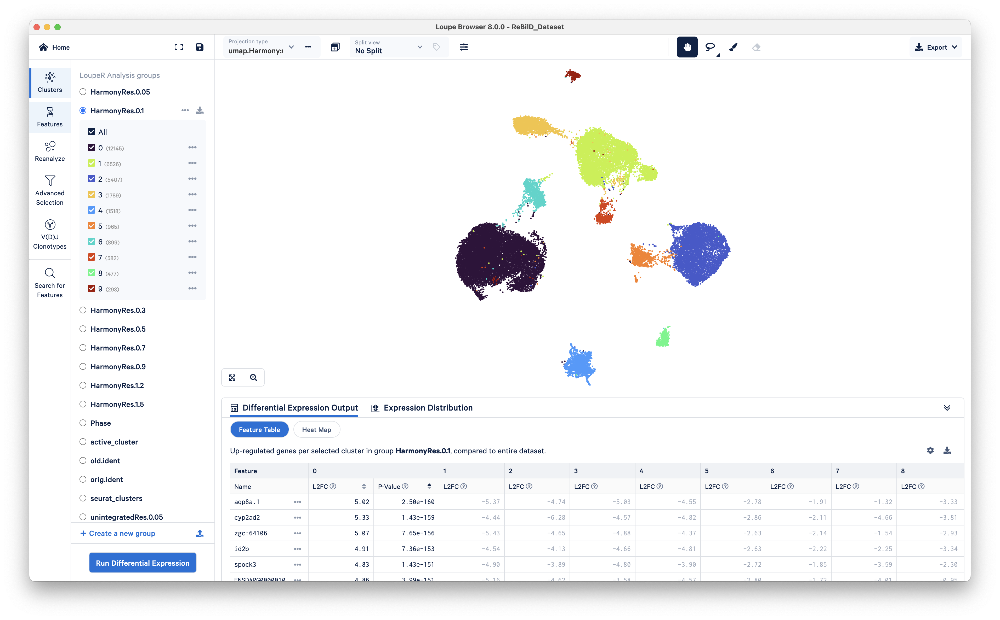 Loupe Browser 8.0.0 - ReBilD_Dataset
Home
Projection type
umap.Harmony:
Split view
No Split
Export
Clusters
Features
Reanalyze
Advanced
Selection
V(D)J
Clonotypes
Search for
Features
LoupeR Analysis groups
HarmonyRes.0.05
HarmonyRes.0.1
All
0 (12145)
1 (6526)
2 (5407)
3 (1789)
4 (1518)
5 (965)
6 (899)
7 (582)
8 (477)
9 (293)
HarmonyRes.0.3
HarmonyRes.0.5
HarmonyRes.0.7
HarmonyRes.0.9
HarmonyRes.1.2
HarmonyRes.1.5
Phase
active_cluster
old.ident
orig.ident
seurat_clusters
unintegratedRes.0.05
+ Create a new group
Run Differential Expression
Differential Expression Output Expression Distribution
Feature Table Heat Map
Up-regulated genes per selected cluster in group HarmonyRes.0.1, compared to entire dataset.
Feature 0 1 2 3 4 5 6 7 8
Name L2FC P-Value L2FC L2FC L2FC L2FC L2FC L2FC L2FC L2FC
aqp8a.1 5.02 2.50e-160 -5.37 -4.74 -5.03 -4.55 -2.78 -1.91 -1.32 -3.33
cyp2ad2 5.33 1.43e-159 -4.44 -6.28 -4.57 -4.82 -2.86 -2.11 -4.66 -3.81
zgc:64106 5.07 7.65e-156 -5.43 -4.65 -4.88 -4.37 -2.63 -2.14 -1.54 -2.93
id2b 4.91 7.36e-153 -4.54 -4.13 -4.66 -4.81 -2.63 -2.22 -2.25 -3.34
spock3 4.83 1.43e-151 -4.90 -3.89 -4.80 -3.90 -2.72 -1.85 -3.59 -2.30
ENSDARG0000010 4.86 3.99e-151 -5.16 -4.62 -3.58 -4.57 -2.80 -1.72 -4.01 -0.95